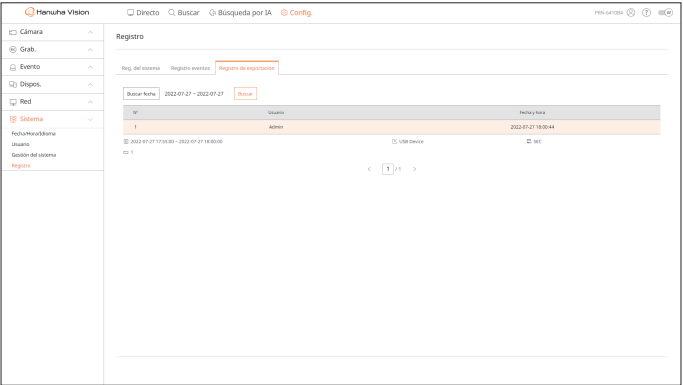 Hanwha Vision
Directo Buscar Búsqueda por IA Config.
PRN-6410B4
Cámara
Grab.
Evento
Dispos.
Red
Sistema
Fecha/Hora/Idioma
Usuario
Gestión del sistema
Registro
Registro
Reg. del sistema Registro eventos Registro de exportación
Buscar fecha 2022-07-27 ~ 2022-07-27 Buscar
Nº Usuario Fecha y hora
1 Admin 2022-07-27 18:00:44
2022-07-27 17:55:00 ~ 2022-07-27 18:00:00 USB Device SEC
1
< 1 / 1 >